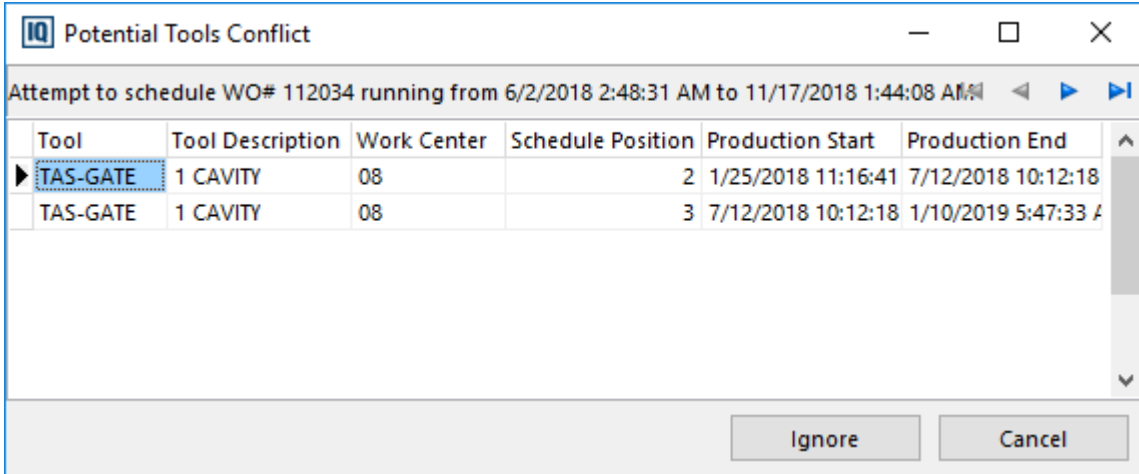 IQ Potential Tools Conflict
Attempt to schedule WO# 112034 running from 6/2/2018 2:48:31 AM to 11/17/2018 1:44:08 AM
Tool Tool Description Work Center Schedule Position Production Start Production End
TAS-GATE 1 CAVITY 08 2 1/25/2018 11:16:41 7/12/2018 10:12:18
TAS-GATE 1 CAVITY 08 3 7/12/2018 10:12:18 1/10/2019 5:47:33 A
Ignore Cancel